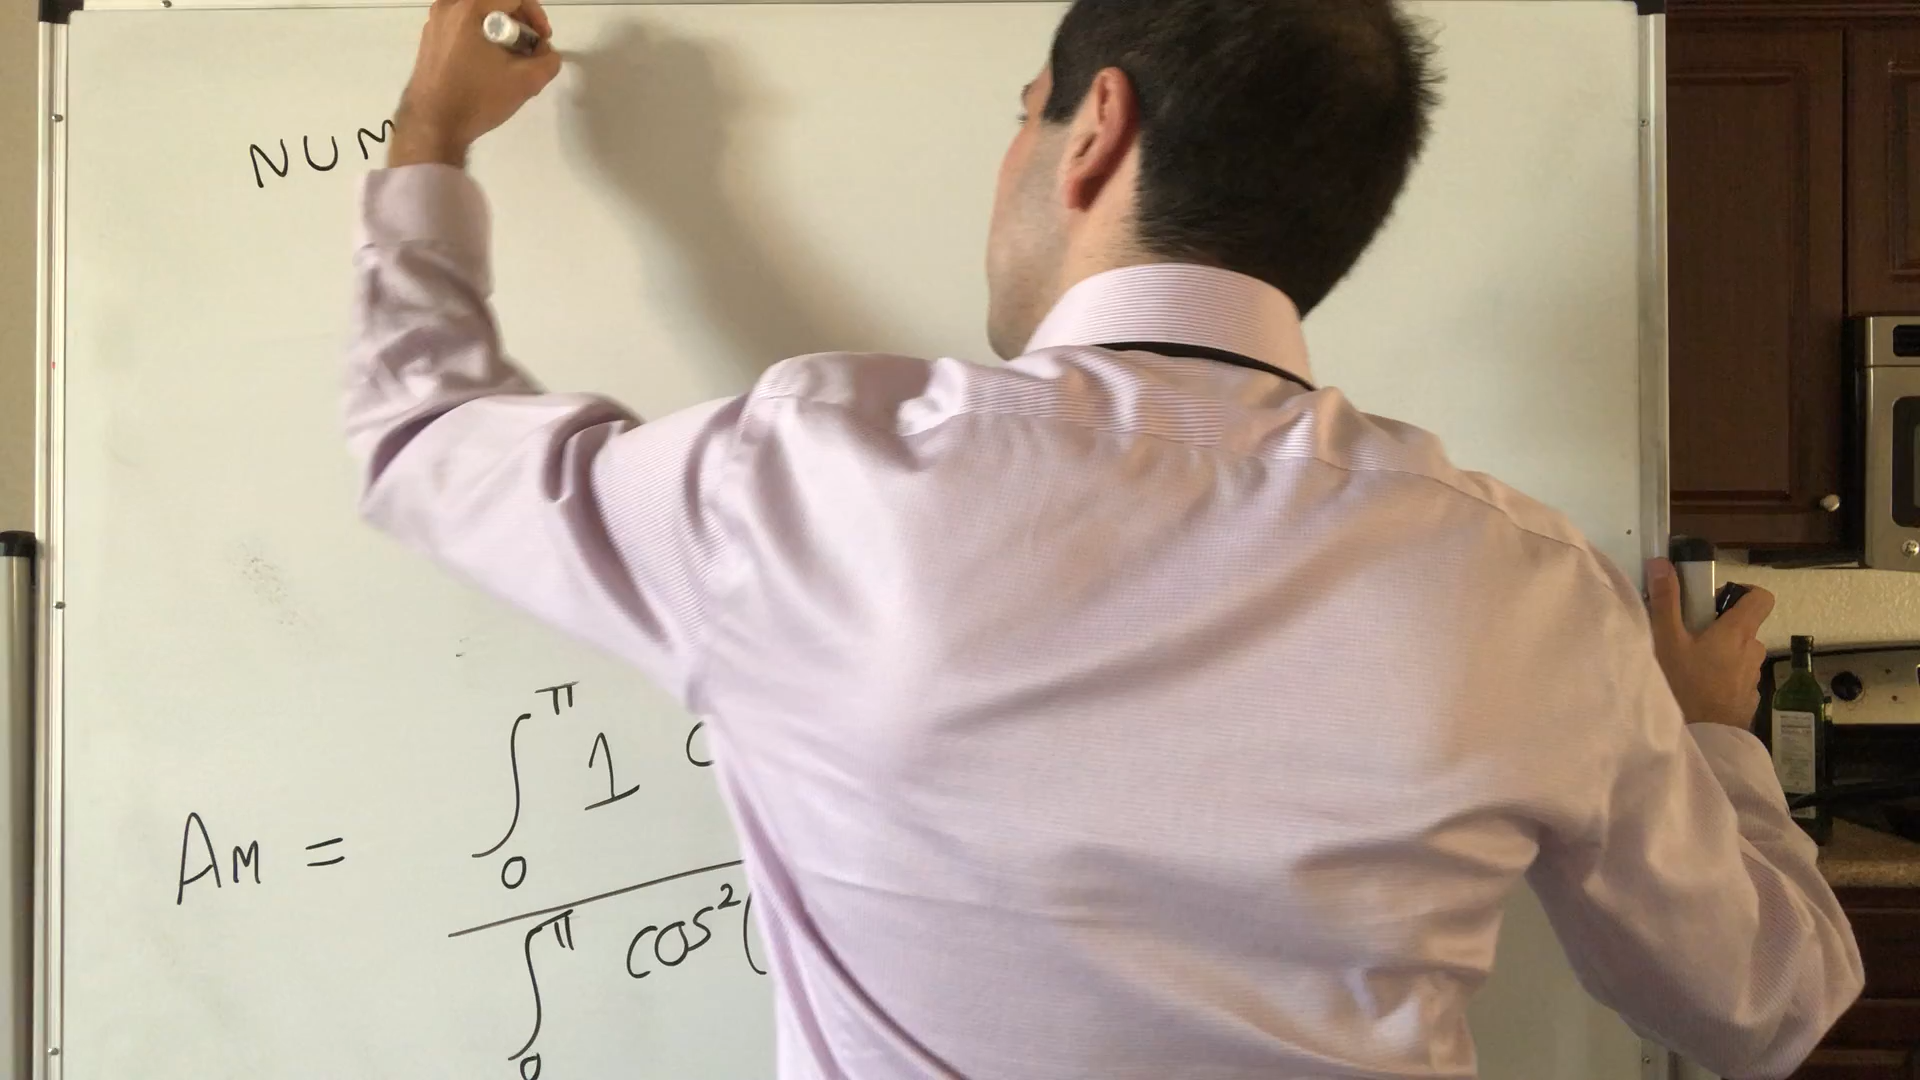 NUM
π
∫ 1 C
0
AM =
π
∫ cos²(
0